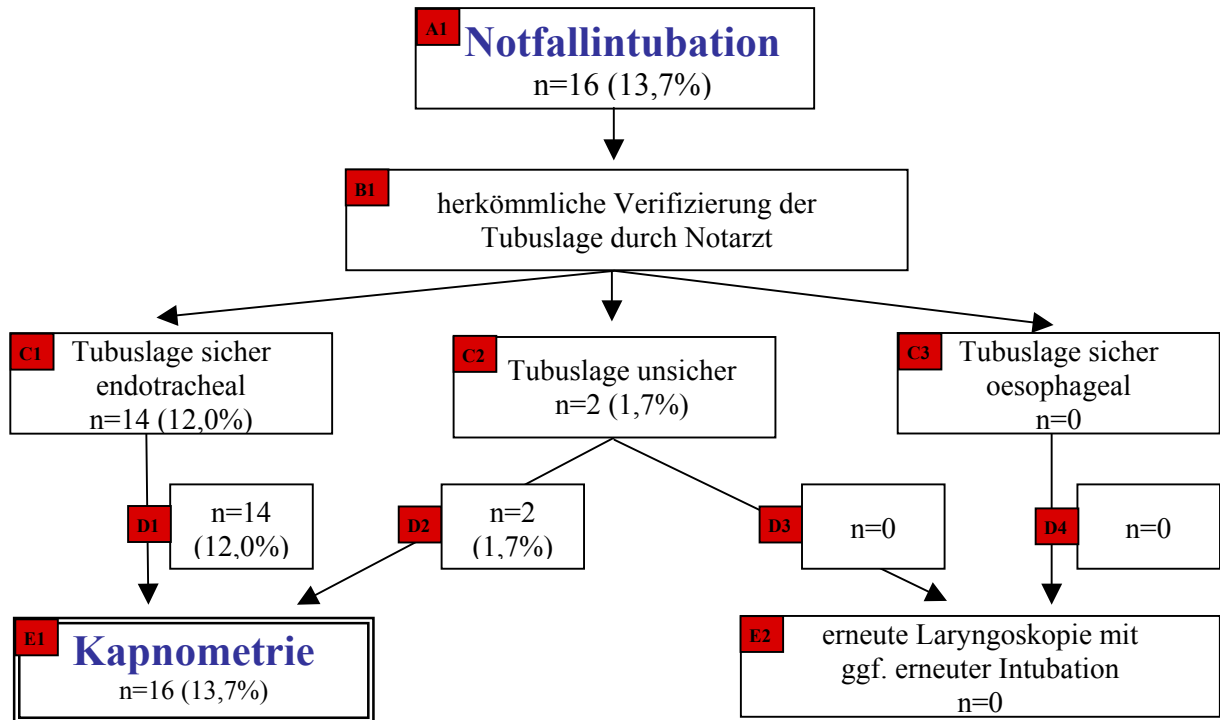 A1
Notfallintubation
n=16 (13,7%)
B1
herkömmliche Verifizierung der
Tubuslage durch Notarzt
C1
Tubuslage sicher
endotracheal
n=14 (12,0%)
C2
Tubuslage unsicher
n=2 (1,7%)
C3
Tubuslage sicher
oesophageal
n=0
D1
n=14
(12,0%)
D2
n=2
(1,7%)
D3
n=0
D4
n=0
E1
Kapnometrie
n=16 (13,7%)
E2
erneute Laryngoskopie mit
ggf. erneuter Intubation
n=0